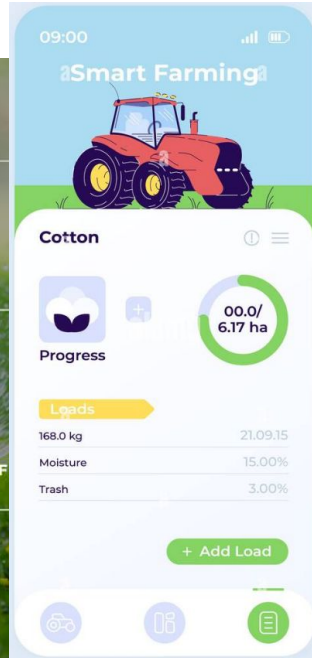 09:00
Smart Farming
Cotton
00.0/
6.17 ha
Progress
Loads
168.0 kg 21.09.15
Moisture 15.00%
Trash 3.00%
+ Add Load
F